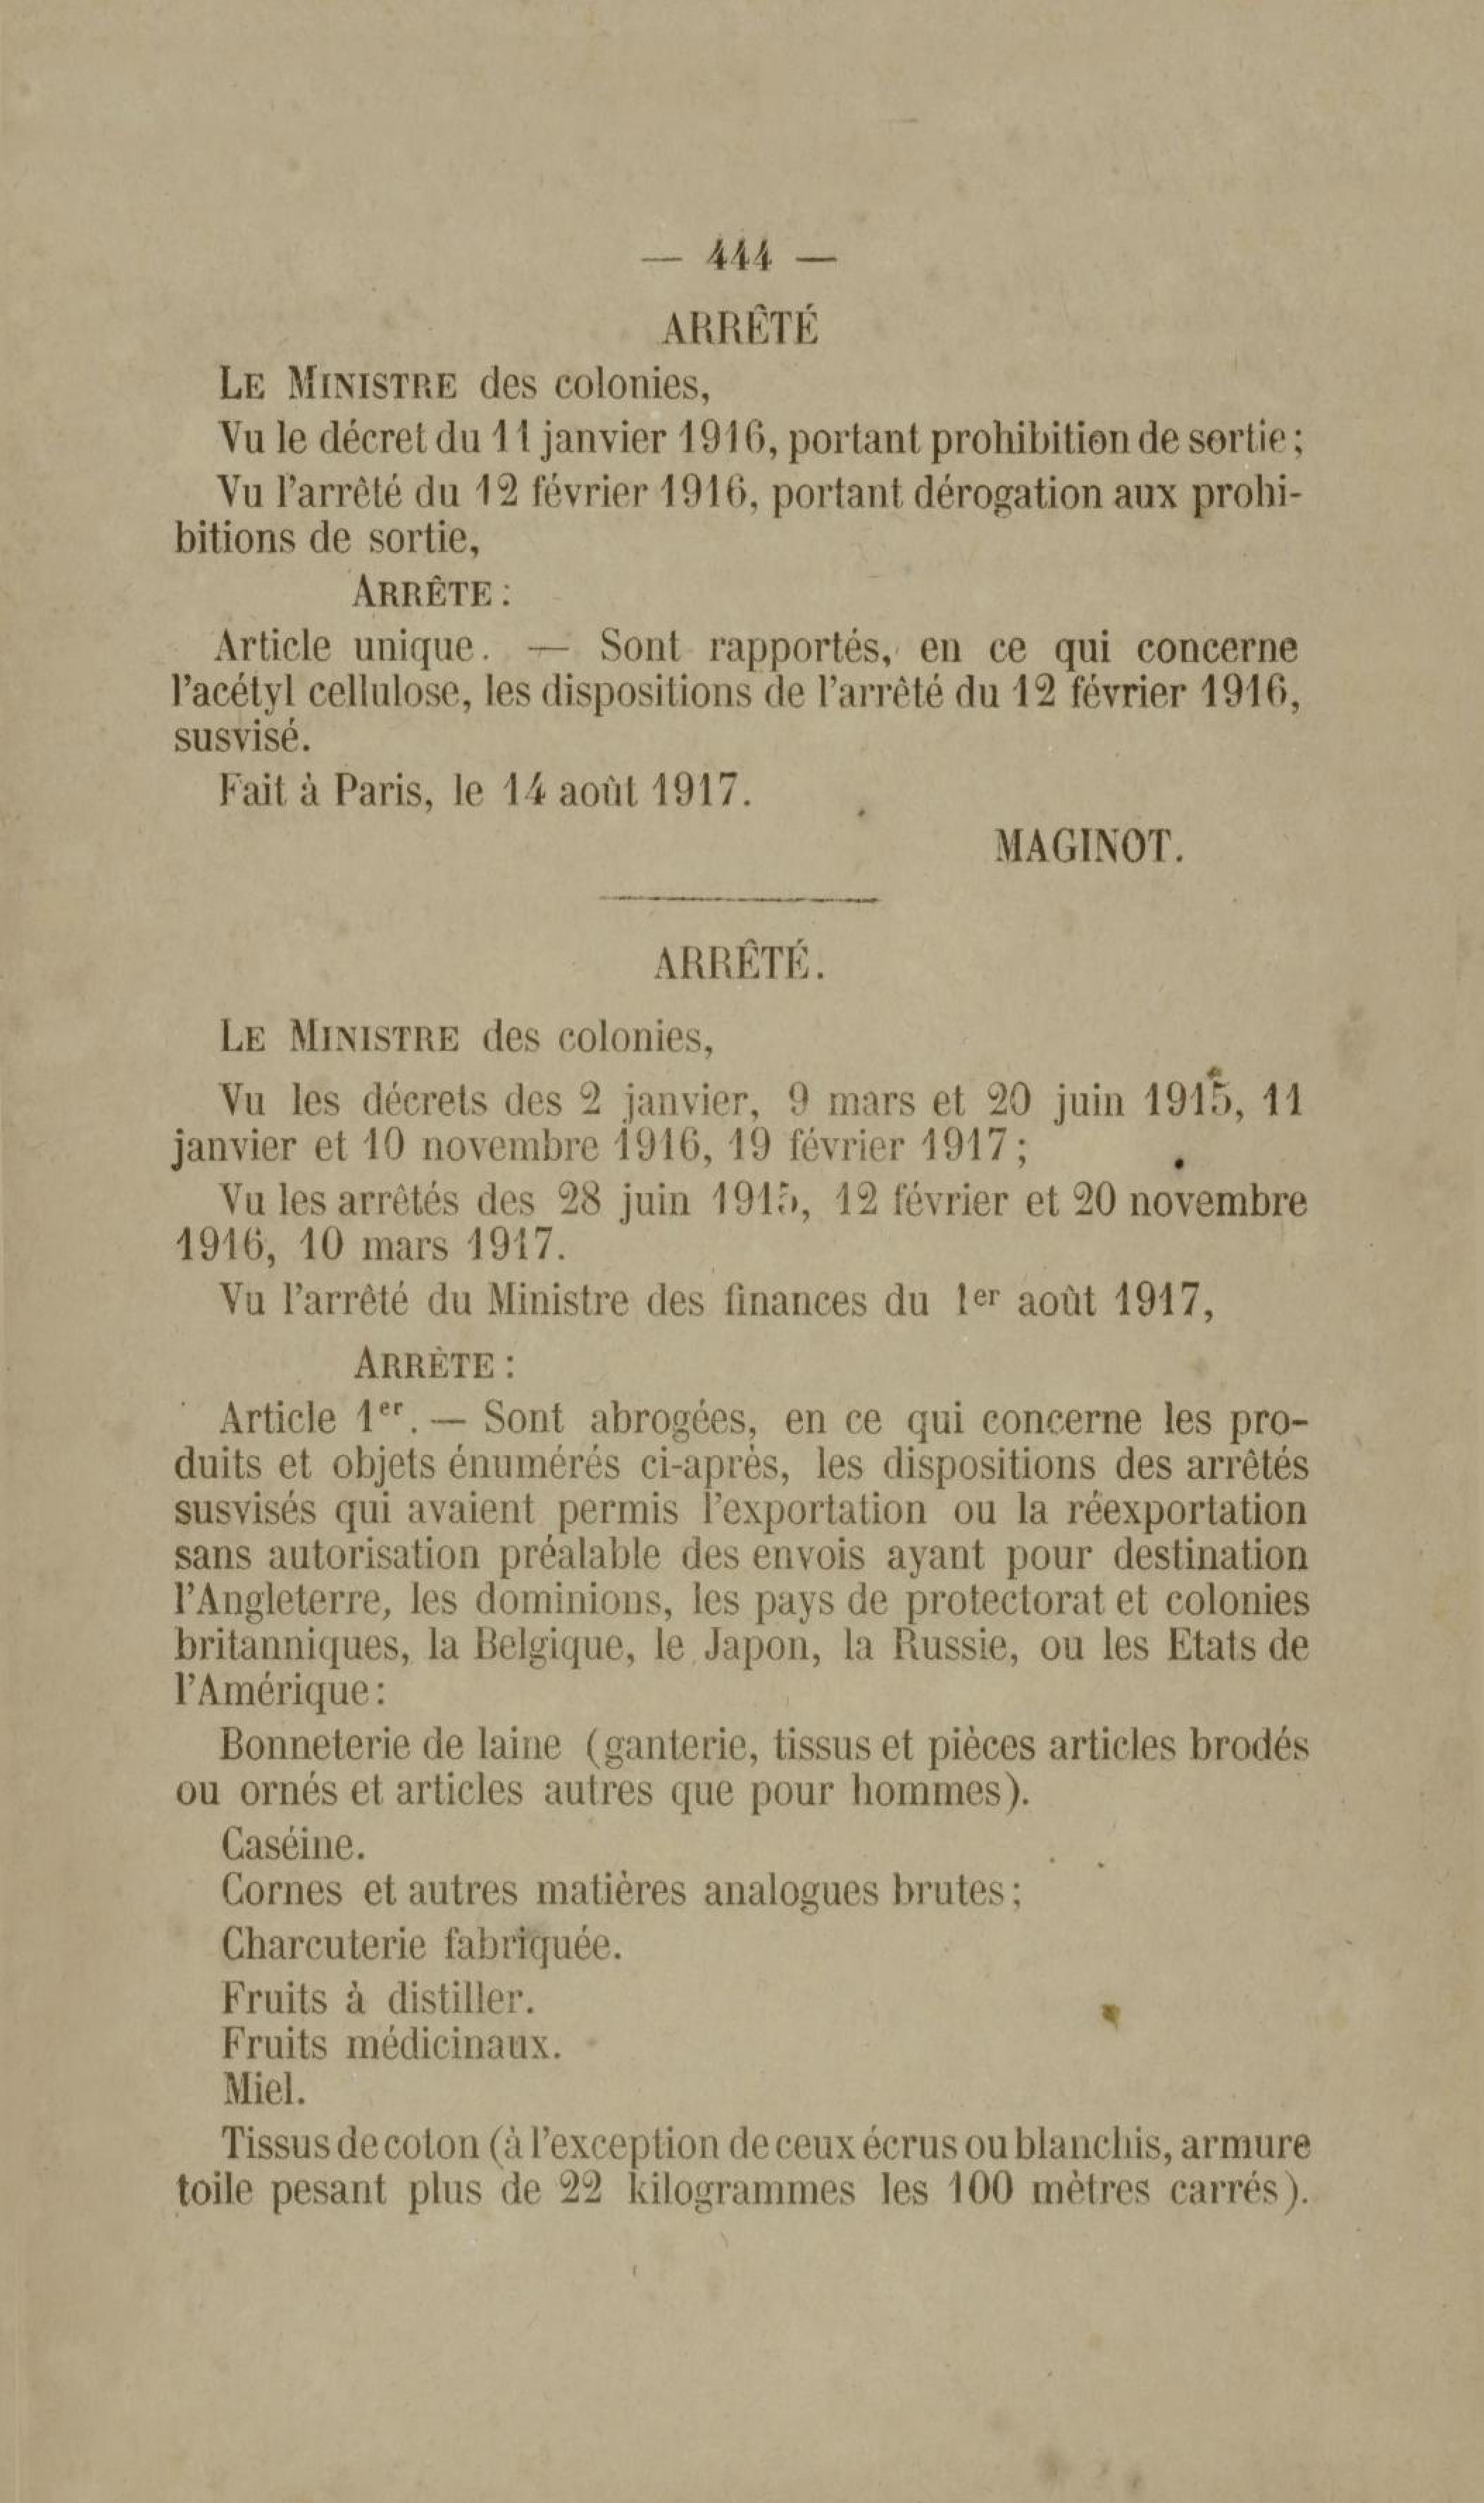 — 444 —
ARRÊTÉ
LE MINISTRE des colonies,
Vu le décret du 11 janvier 1916, portant prohibition de sortie;
Vu l'arrêté du 12 février 1916, portant dérogation aux prohi-
bitions de sortie,
ARRÊTE :
Article unique. — Sont rapportés, en ce qui concerne
l'acétyl cellulose, les dispositions de l'arrêté du 12 février 1916,
susvisé.
Fait à Paris, le 14 août 1917.
MAGINOT.
ARRÊTÉ.
LE MINISTRE des colonies,
Vu les décrets des 2 janvier, 9 mars et 20 juin 1915, 11
janvier et 10 novembre 1916, 19 février 1917;
Vu les arrêtés des 28 juin 1915, 12 février et 20 novembre
1916, 10 mars 1917.
Vu l'arrêté du Ministre des finances du 1er août 1917,
ARRÊTE :
Article 1er. — Sont abrogées, en ce qui concerne les pro-
duits et objets énumérés ci-après, les dispositions des arrêtés
susvisés qui avaient permis l'exportation ou la réexportation
sans autorisation préalable des envois ayant pour destination
l'Angleterre, les dominions, les pays de protectorat et colonies
britanniques, la Belgique, le Japon, la Russie, ou les Etats de
l'Amérique:
Bonneterie de laine (ganterie, tissus et pièces articles brodés
ou ornés et articles autres que pour hommes).
Caséine.
Cornes et autres matières analogues brutes;
Charcuterie fabriquée.
Fruits à distiller.
Fruits médicinaux.
Miel.
Tissus de coton (à l'exception de ceux écrus ou blanchis, armure
toile pesant plus de 22 kilogrammes les 100 mètres carrés).